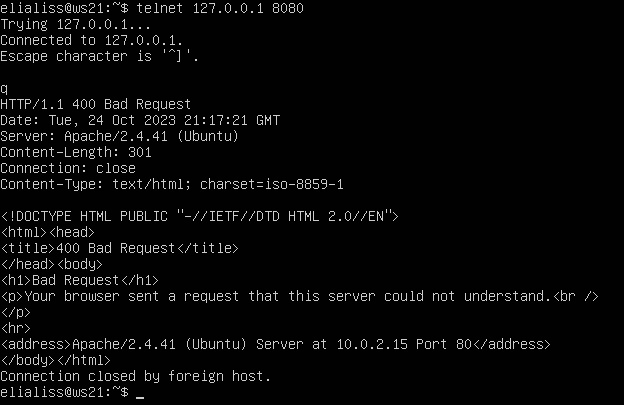 elialiss@ws21:~$ telnet 127.0.0.1 8080
Trying 127.0.0.1...
Connected to 127.0.0.1.
Escape character is '^]'.
q
HTTP/1.1 400 Bad Request
Date: Tue, 24 Oct 2023 21:17:21 GMT
Server: Apache/2.4.41 (Ubuntu)
Content-Length: 301
Connection: close
Content-Type: text/html; charset=iso-8859-1
<!DOCTYPE HTML PUBLIC "-//IETF//DTD HTML 2.0//EN">
<html><head>
<title>400 Bad Request</title>
</head><body>
<h1>Bad Request</h1>
<p>Your browser sent a request that this server could not understand.<br />
</p>
<hr>
<address>Apache/2.4.41 (Ubuntu) Server at 10.0.2.15 Port 80</address>
</body></html>
Connection closed by foreign host.
elialiss@ws21:~$ _